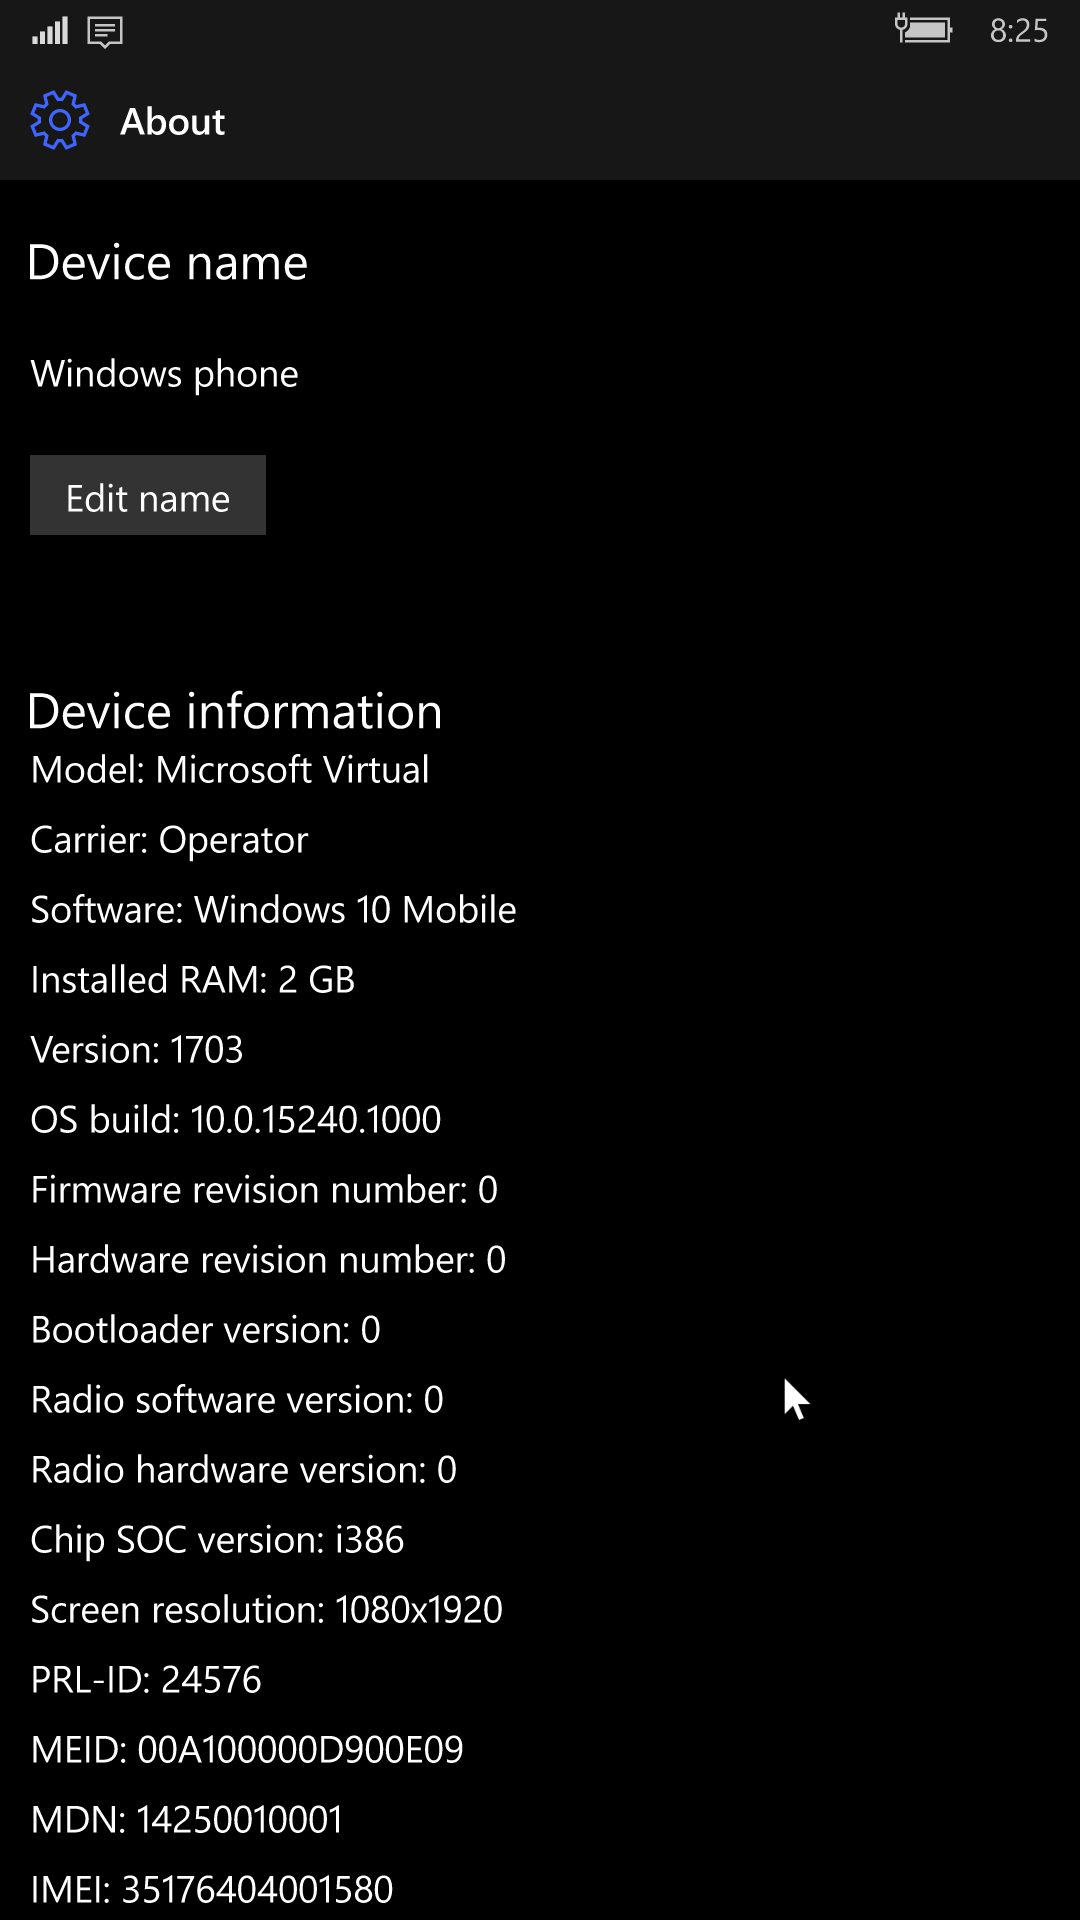 8:25
About
Device name
Windows phone
Edit name
Device information
Model: Microsoft Virtual
Carrier: Operator
Software: Windows 10 Mobile
Installed RAM: 2 GB
Version: 1703
OS build: 10.0.15240.1000
Firmware revision number: 0
Hardware revision number: 0
Bootloader version: 0
Radio software version: 0
Radio hardware version: 0
Chip SOC version: i386
Screen resolution: 1080x1920
PRL-ID: 24576
MEID: 00A100000D900E09
MDN: 14250010001
IMEI: 35176404001580